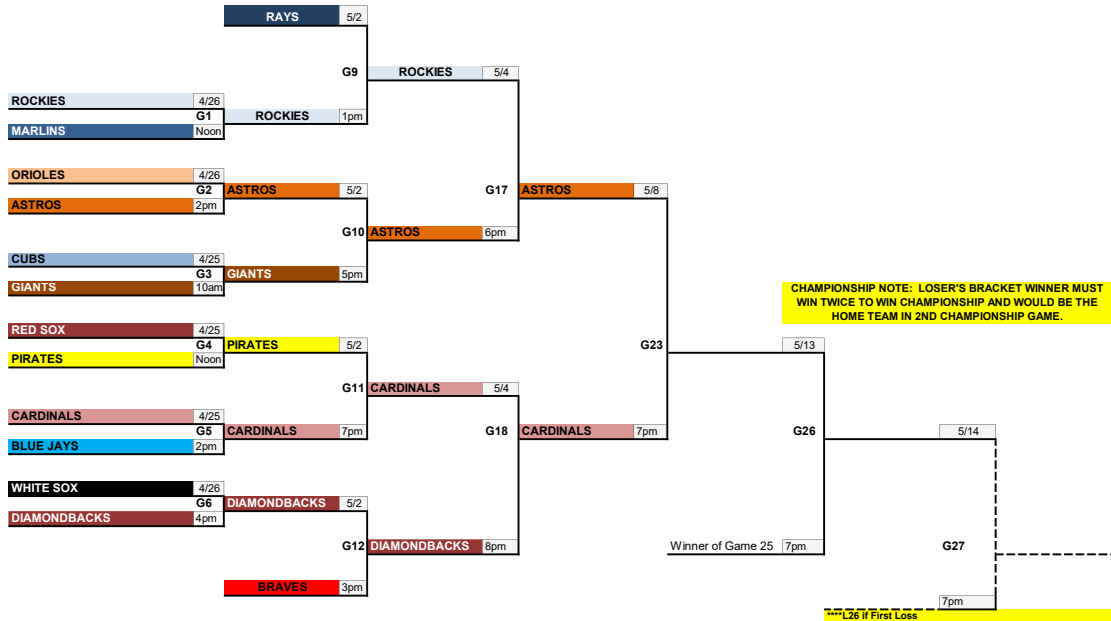 RAYS 5/2
G9
ROCKIES 5/4
ROCKIES 4/26
G1
ROCKIES 1pm
MARLINS Noon
ORIOLES 4/26
G2
ASTROS 5/2
G17
ASTROS 5/8
ASTROS 2pm
G10
ASTROS 6pm
CUBS 4/25
G3
GIANTS 5pm
GIANTS 10am
CHAMPIONSHIP NOTE: LOSER'S BRACKET WINNER MUST
WIN TWICE TO WIN CHAMPIONSHIP AND WOULD BE THE
HOME TEAM IN 2ND CHAMPIONSHIP GAME.
RED SOX 4/25
G4
PIRATES 5/2
G23
5/13
PIRATES Noon
G11
CARDINALS 5/4
CARDINALS 4/25
G5
CARDINALS 7pm
G18
CARDINALS 7pm
G26
5/14
BLUE JAYS 2pm
WHITE SOX 4/26
G6
DIAMONDBACKS 5/2
DIAMONDBACKS 4pm
G12
DIAMONDBACKS 8pm
Winner of Game 25 7pm
G27
BRAVES 3pm
7pm
****L26 if First Loss